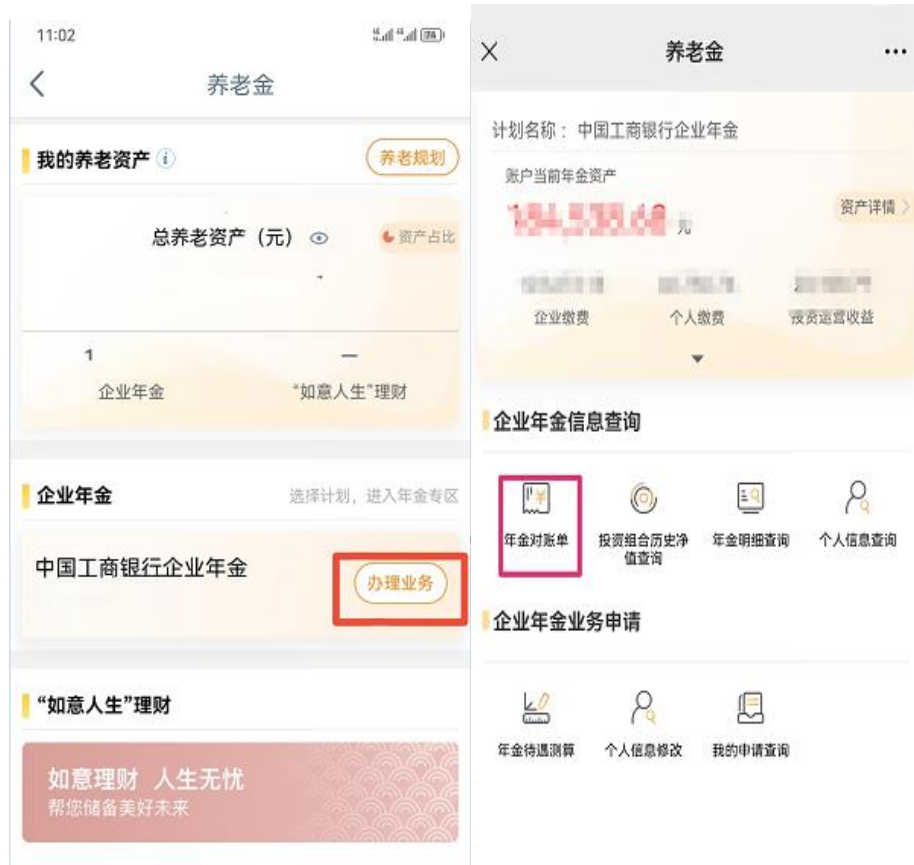 11:02
养老金
我的养老资产
养老规划
总养老资产（元）
资产占比
1
—
企业年金
“如意人生”理财
企业年金
选择计划，进入年金专区
中国工商银行企业年金
办理业务
“如意人生”理财
如意理财 人生无忧
帮您储备美好未来
养老金
计划名称：中国工商银行企业年金
账户当前年金资产
元
资产详情
企业缴费
个人缴费
投资运营收益
企业年金信息查询
年金对账单
投资组合历史净
值查询
年金明细查询
个人信息查询
企业年金业务申请
年金待遇测算
个人信息修改
我的申请查询